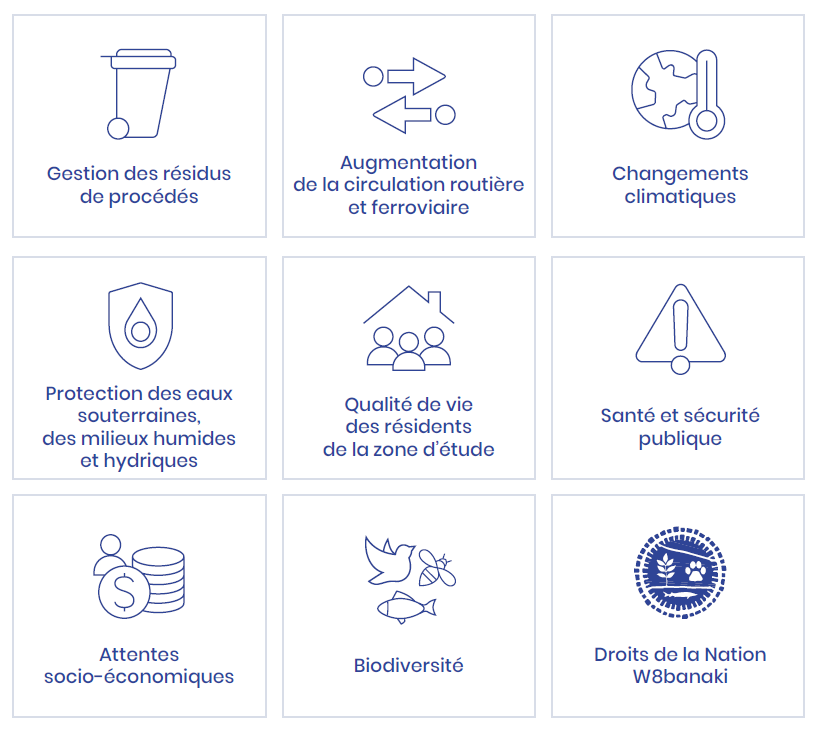 Gestion des résidus
de procédés
Augmentation
de la circulation routière
et ferroviaire
Changements
climatiques
Protection des eaux
souterraines,
des milieux humides
et hydriques
Qualité de vie
des résidents
de la zone d'étude
Santé et sécurité
publique
$
Attentes
socio-économiques
Biodiversité
Droits de la Nation
W8banaki